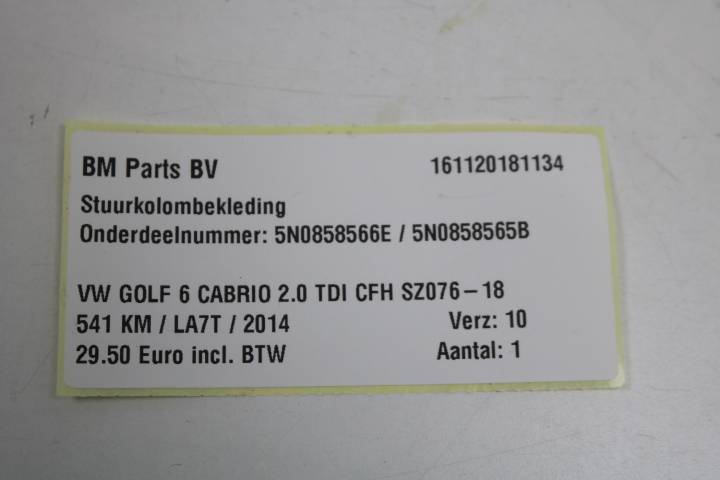 BM Parts BV 161120181134
Stuurkolombekleding
Onderdeelnummer: 5N0858566E / 5N0858565B
VW GOLF 6 CABRIO 2.0 TDI CFH SZ076-18
541 KM / LA7T / 2014 Verz: 10
29.50 Euro incl. BTW Aantal: 1